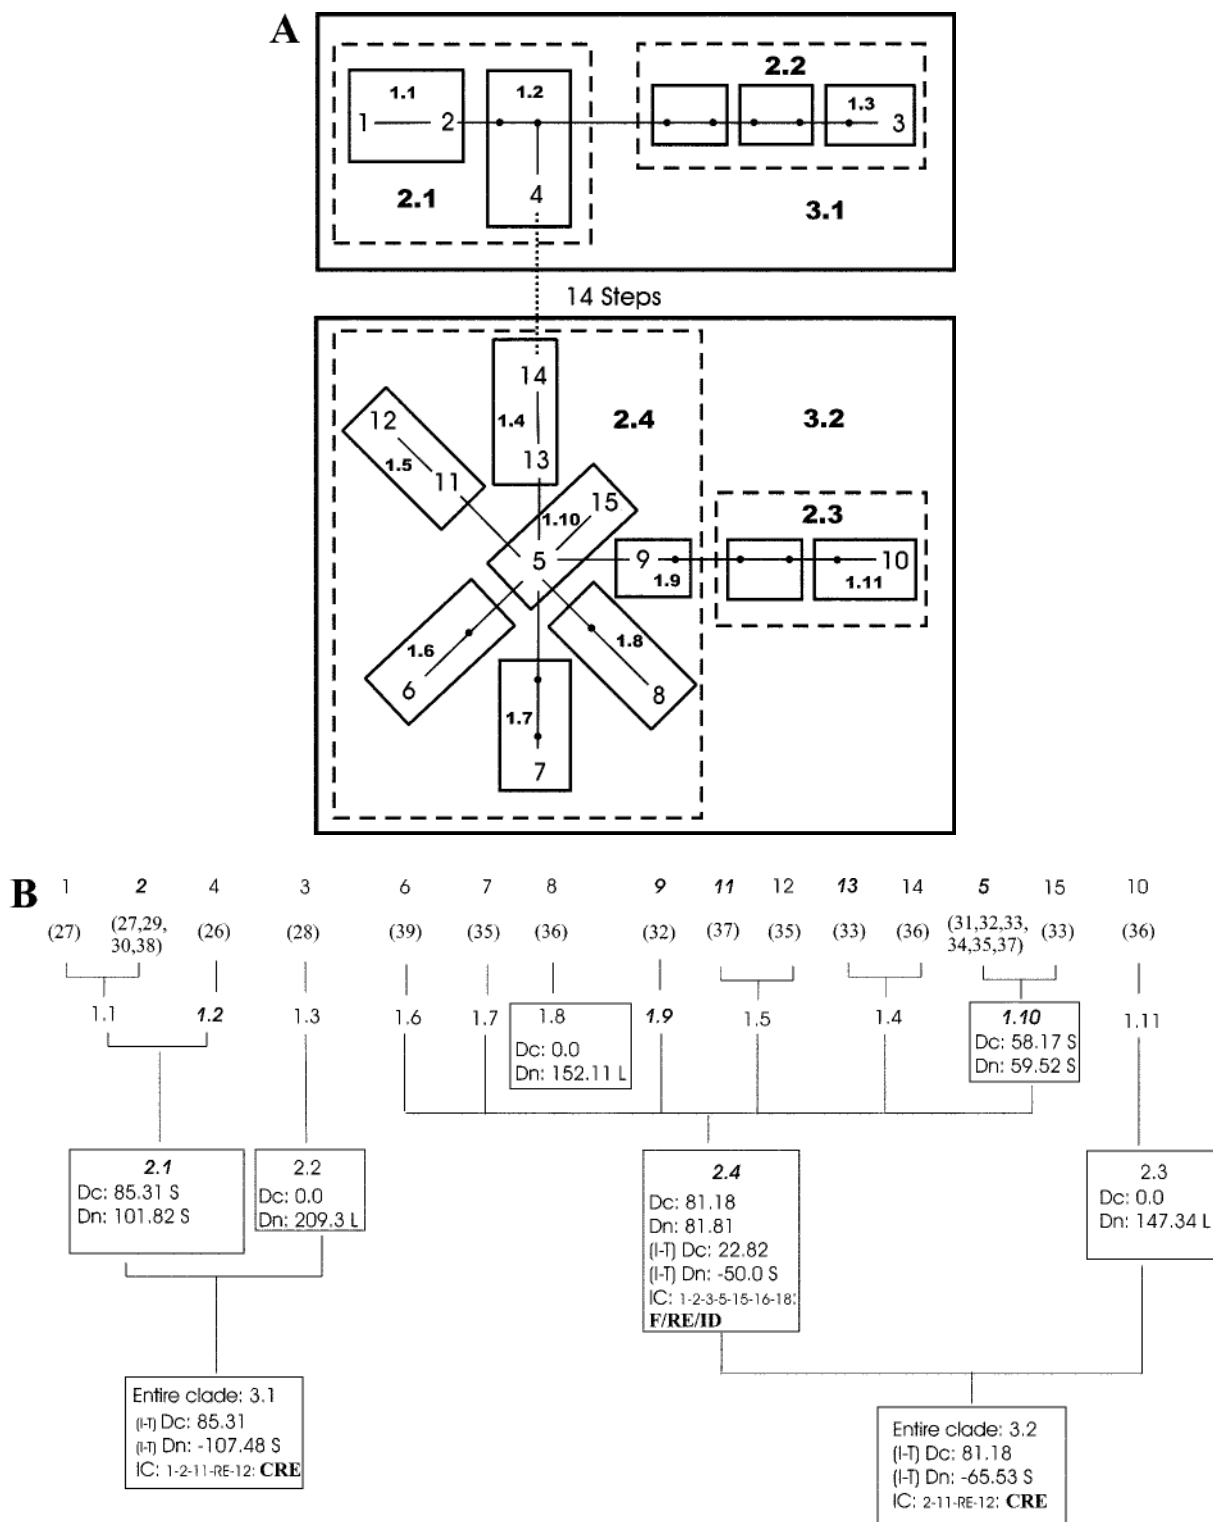 A
2.2
1.1
1.2
1.3
1
2
3
2.1
4
3.1
14 Steps
14
12
1.4
2.4
3.2
1.5
11
13
15
1.10
2.3
5
9
10
1.9
1.11
1.6
1.8
6
1.7
8
7
B
1 2 4 3 6 7 8 9 11 12 13 14 5 15 10
(27) (27,29, (26) (28) (39) (35) (36) (32) (37) (35) (33) (36) (31,32,33, (33) (36)
30,38) 34,35,37)
1.1 1.2 1.3 1.6 1.7 1.8 1.9 1.5 1.4 1.10 1.11
Dc: 0.0
Dn: 152.11 L
Dc: 58.17 S
Dn: 59.52 S
2.1
Dc: 85.31 S
Dn: 101.82 S
2.2
Dc: 0.0
Dn: 209.3 L
2.4
Dc: 81.18
Dn: 81.81
(I-T) Dc: 22.82
(I-T) Dn: -50.0 S
IC: 1-2-3-5-15-16-18:
F/RE/ID
2.3
Dc: 0.0
Dn: 147.34 L
Entire clade: 3.1
(I-T) Dc: 85.31
(I-T) Dn: -107.48 S
IC: 1-2-11-RE-12: CRE
Entire clade: 3.2
(I-T) Dc: 81.18
(I-T) Dn: -65.53 S
IC: 2-11-RE-12: CRE